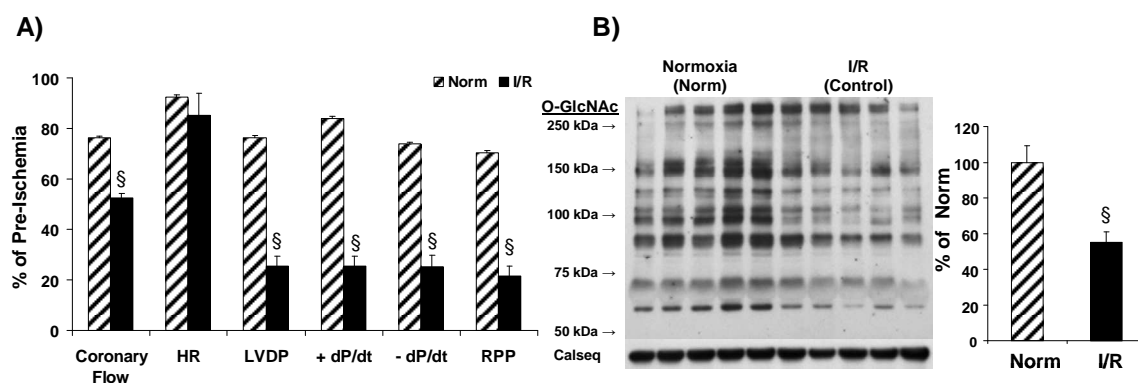 A)
% of Pre-Ischemia
100
80
60
40
20
0
Norm I/R
§
§
§
§
§
Coronary Flow
HR
LVDP
+ dP/dt
- dP/dt
RPP
B)
Normoxia
(Norm)
I/R
(Control)
O-GlcNAc
250 kDa →
150 kDa →
100 kDa →
75 kDa →
50 kDa →
Calseq
% of Norm
120
100
80
60
40
20
0
§
Norm I/R